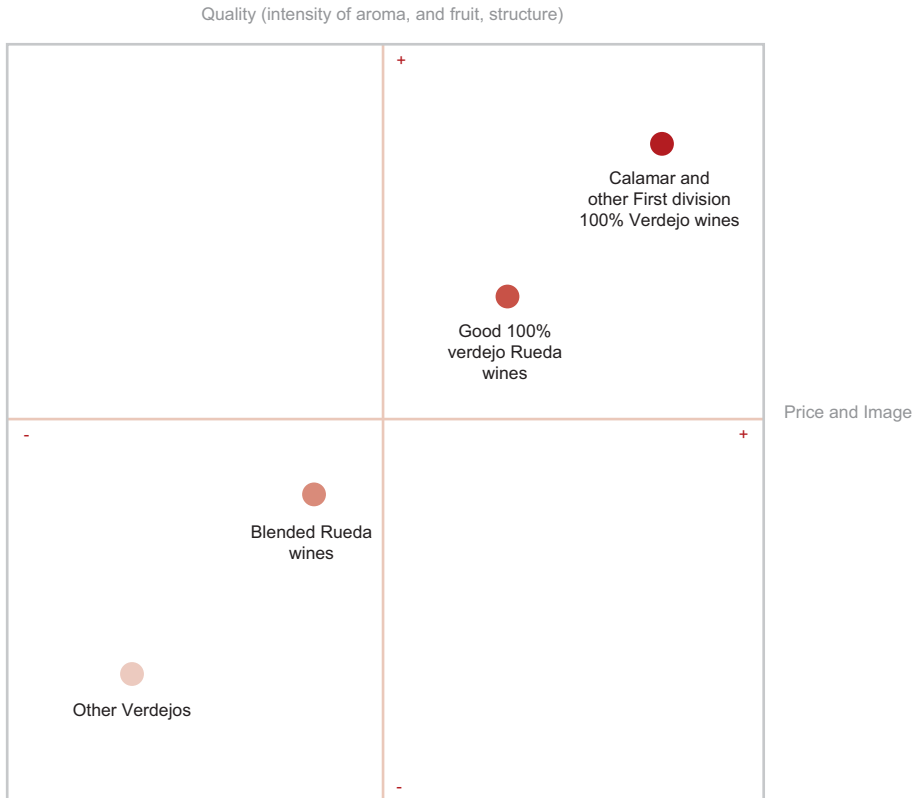 Quality (intensity of aroma, and fruit, structure)
+
Calamar and
other First division
100% Verdejo wines
Good 100%
verdejo Rueda
wines
Price and Image
-
+
Blended Rueda
wines
Other Verdejos
-